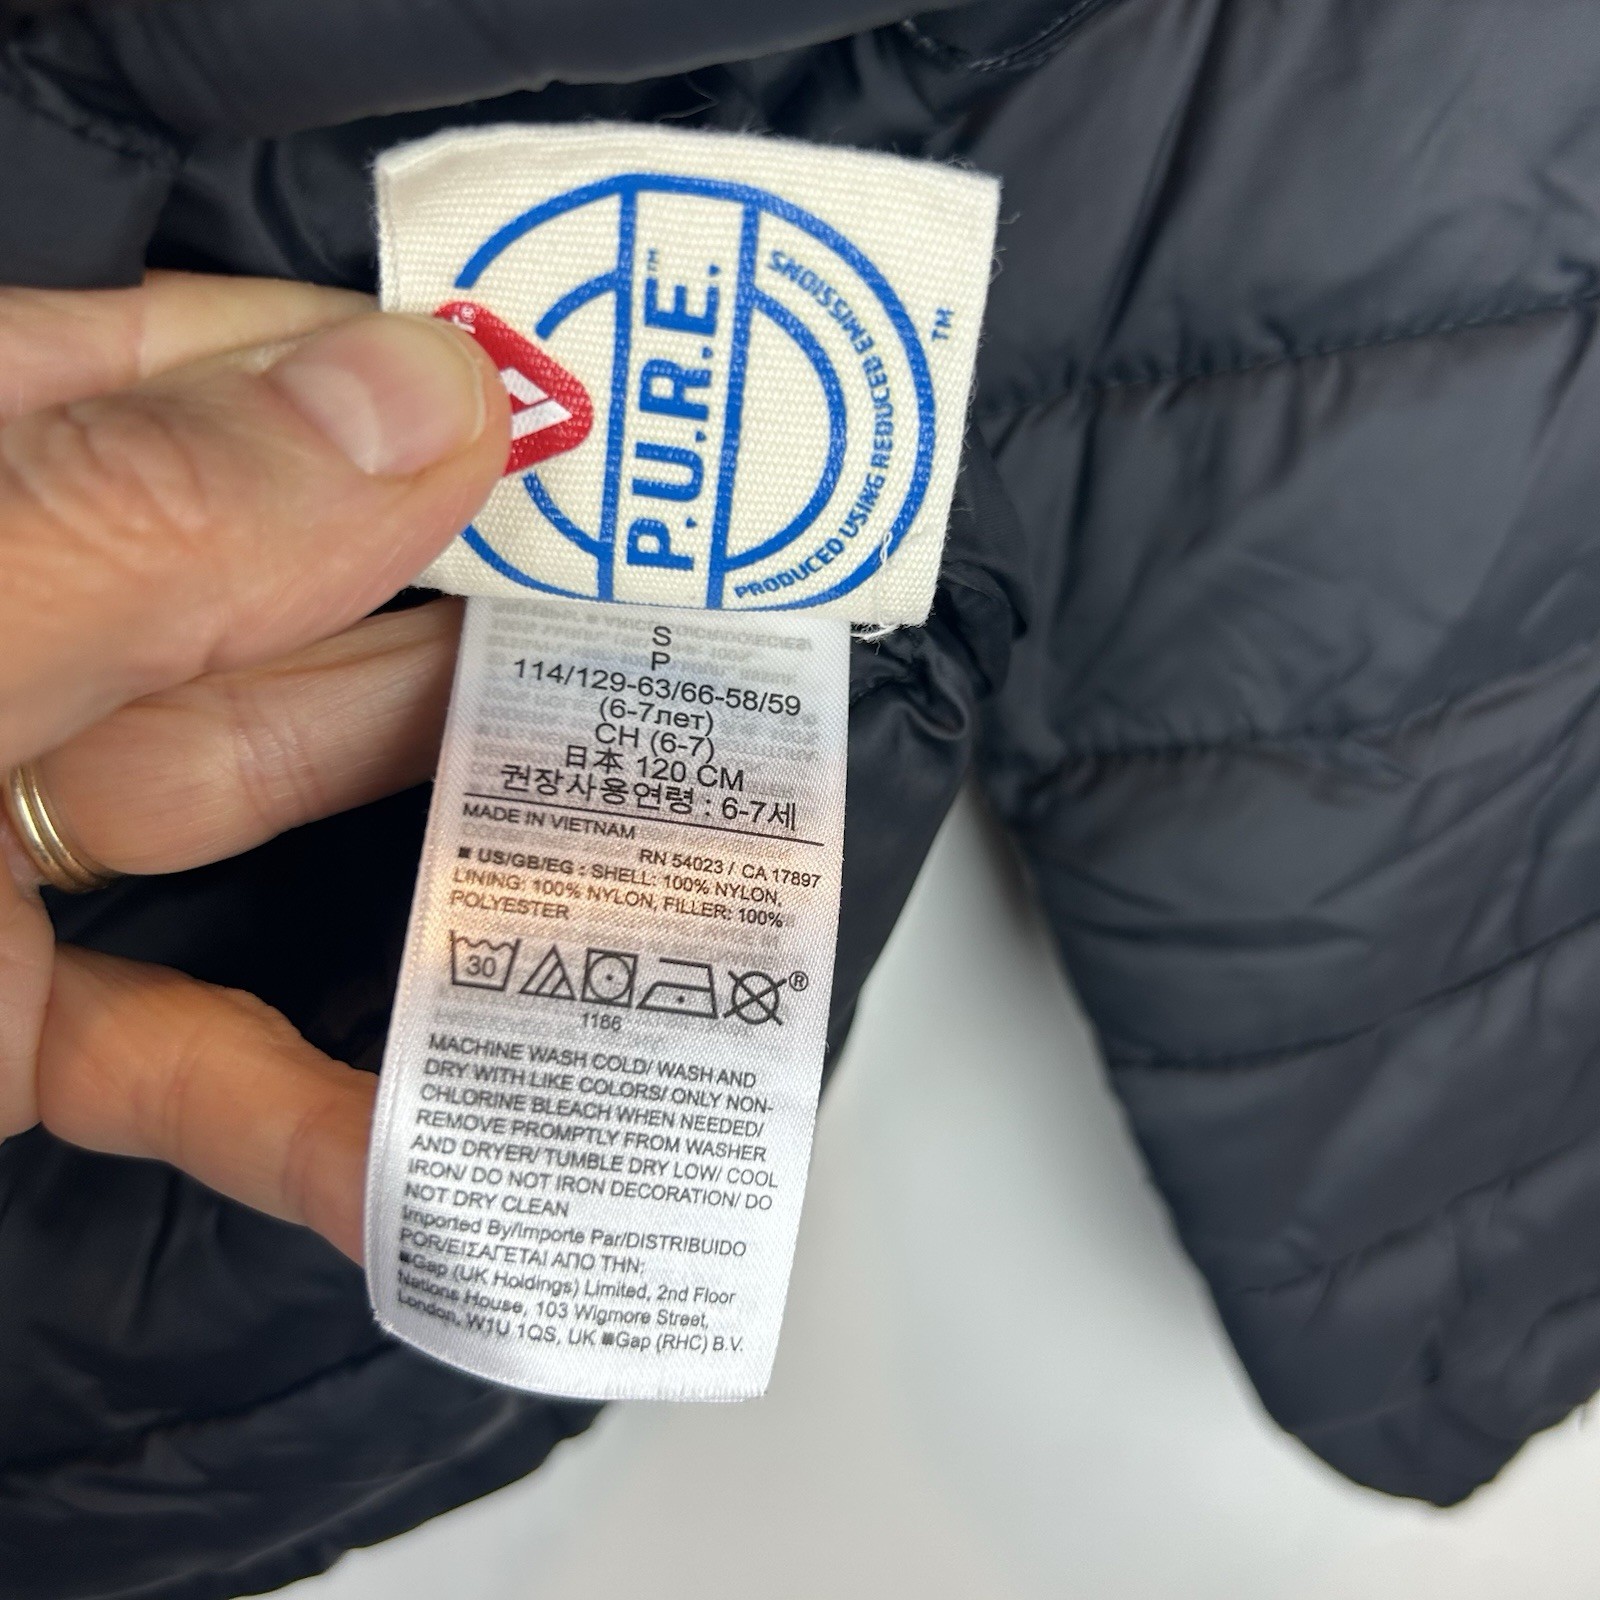 P.U.R.E.™
PRODUCED USING REDUCED EMISSIONS
™
S
P
114/129-63/66-58/59
(6-7лет)
CH (6-7)
日本 120 CM
권장사용연령 : 6-7세
MADE IN VIETNAM
RN 54023 / CA 17897
■ US/GB/EG : SHELL: 100% NYLON,
LINING: 100% NYLON, FILLER: 100%
POLYESTER
30
®
1166
MACHINE WASH COLD/ WASH AND
DRY WITH LIKE COLORS/ ONLY NON-
CHLORINE BLEACH WHEN NEEDED/
REMOVE PROMPTLY FROM WASHER
AND DRYER/ TUMBLE DRY LOW/ COOL
IRON/ DO NOT IRON DECORATION/ DO
NOT DRY CLEAN
Imported By/Importe Par/DISTRIBUIDO
POR/ΕΙΣΑΓΕΤΑΙ ΑΠΟ ΤΗΝ:
■Gap (UK Holdings) Limited, 2nd Floor
Nations House, 103 Wigmore Street,
London, W1U 1QS, UK ■Gap (RHC) B.V.